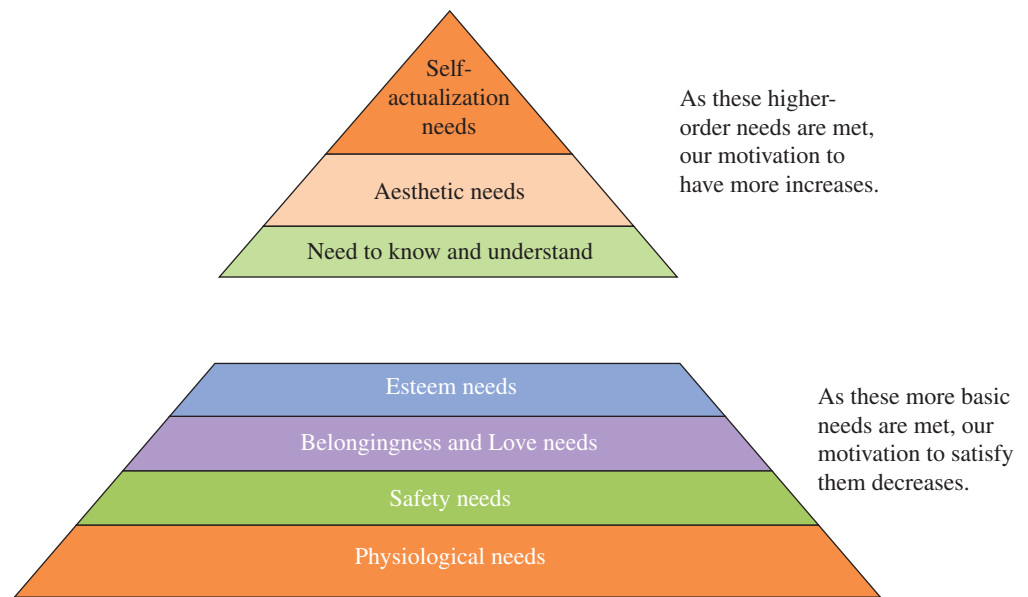 Self-
actualization
needs
As these higher-
order needs are met,
our motivation to
have more increases.
Aesthetic needs
Need to know and understand
Esteem needs
As these more basic
needs are met, our
motivation to satisfy
them decreases.
Belongingness and Love needs
Safety needs
Physiological needs